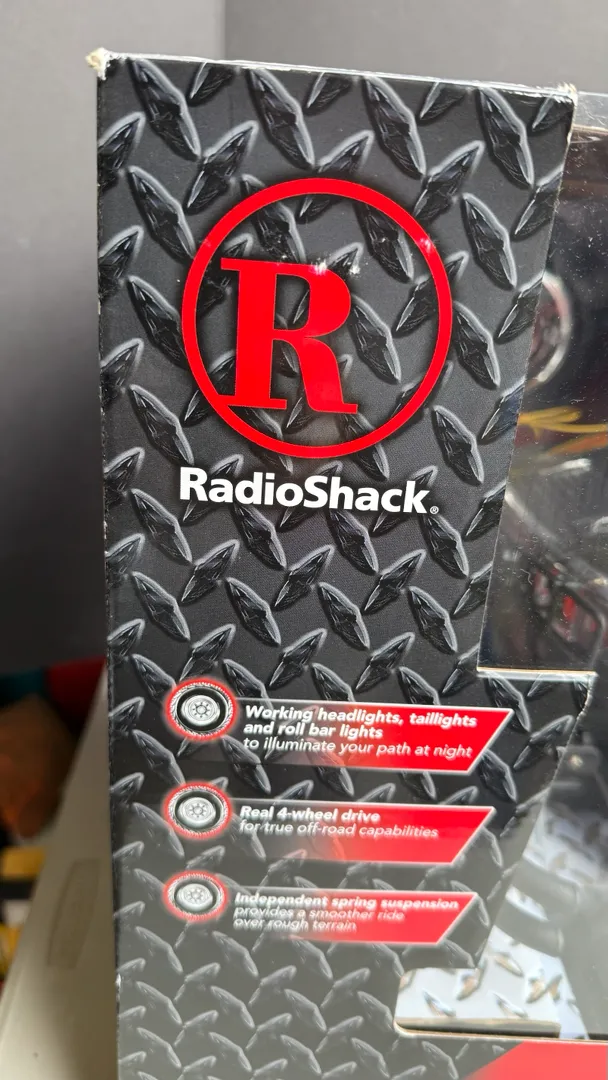 R
RadioShack®
Working headlights, taillights
and roll bar lights
to illuminate your path at night
Real 4-wheel drive
for true off-road capabilities
Independent spring suspension
provides a smoother ride
over rough terrain